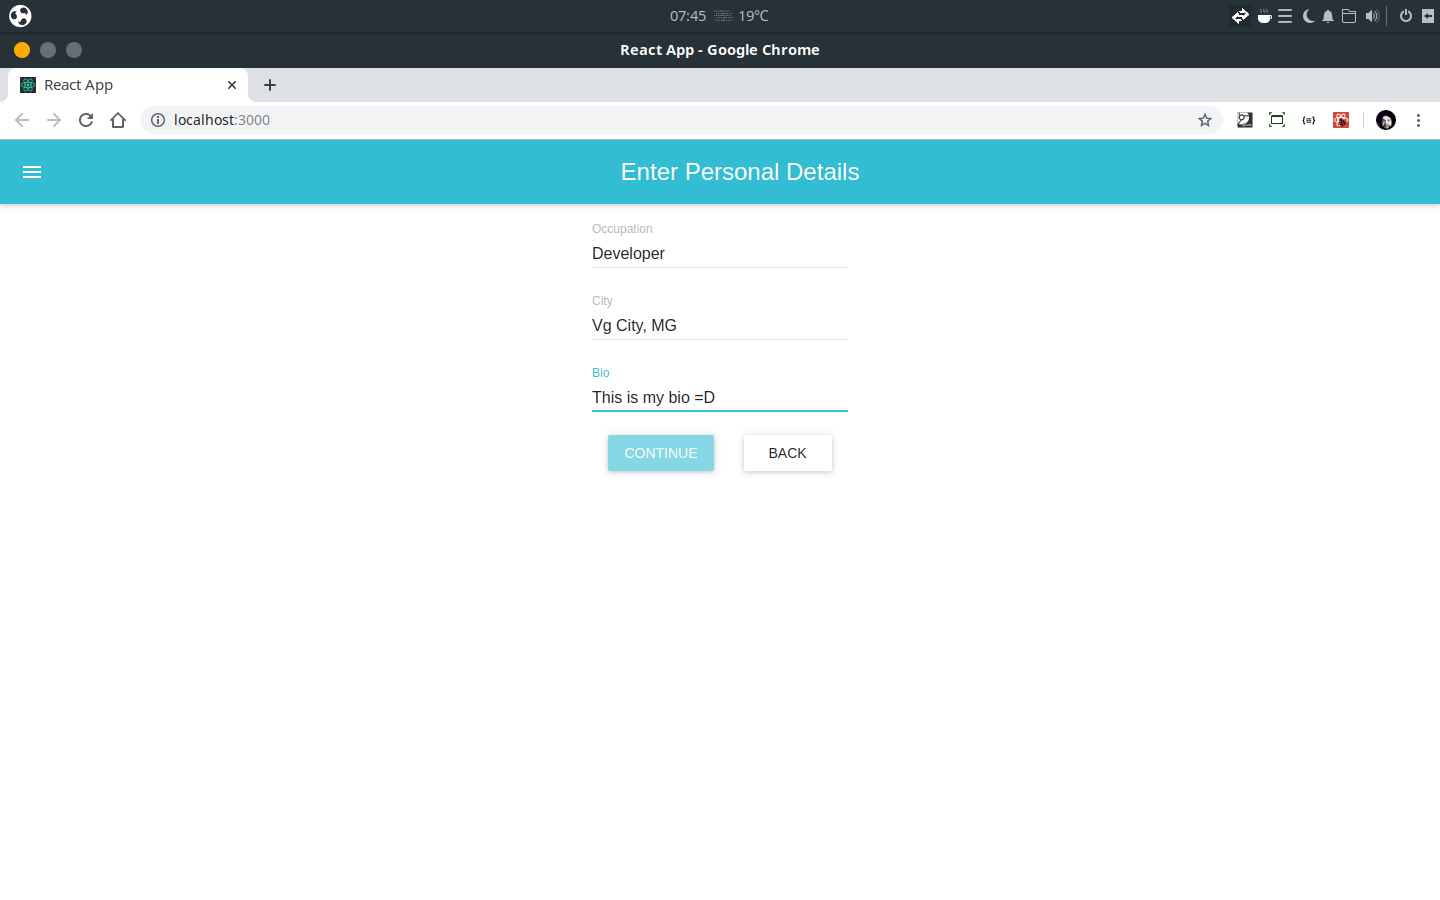 07:45 19°C
React App - Google Chrome
React App
localhost:3000
Enter Personal Details
Occupation
Developer
City
Vg City, MG
Bio
This is my bio =D
CONTINUE BACK